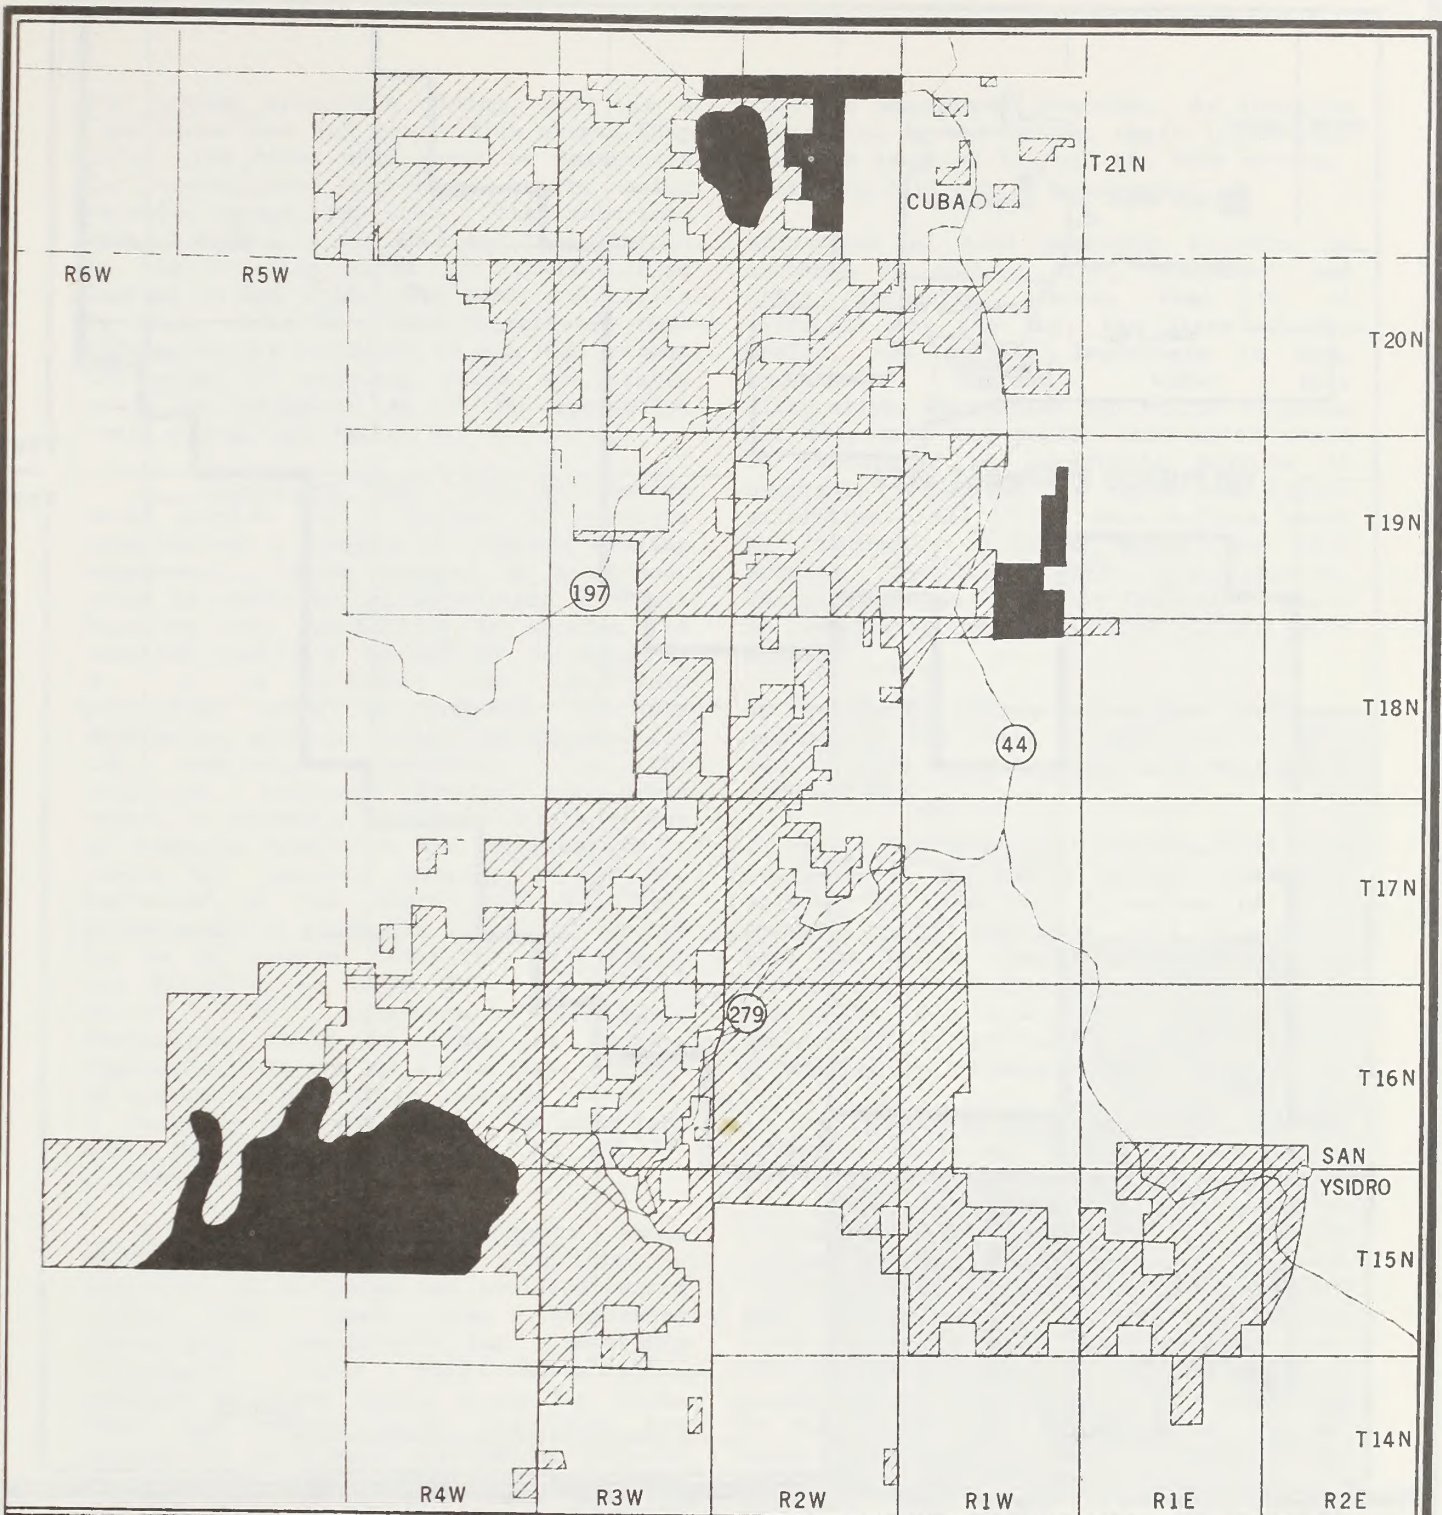 T21N
CUBA
R6W
R5W
T20N
T19N
197
T18N
44
T17N
279
T16N
SAN
YSIDRO
T15N
T14N
R4W
R3W
R2W
R1W
R1E
R2E